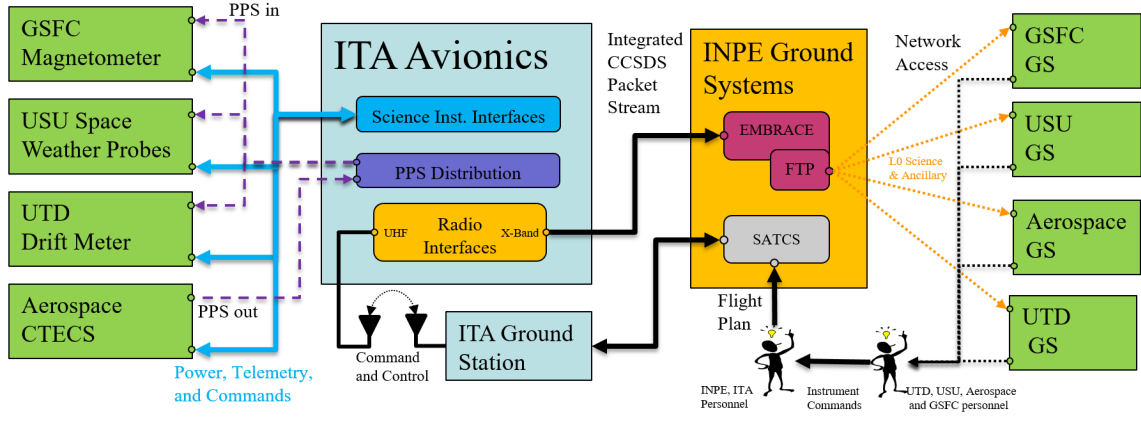 PPS in
GSFC
Magnetometer
USU Space
Weather Probes
UTD
Drift Meter
Aerospace
CTECS
PPS out
Power, Telemetry,
and Commands
ITA Avionics
Science Inst. Interfaces
PPS Distribution
UHF
Radio
Interfaces
X-Band
Command
and Control
ITA Ground
Station
Integrated
CCSDS
Packet
Stream
INPE Ground
Systems
EMBRACE
FTP
SATCS
Flight
Plan
INPE, ITA
Personnel
Instrument
Commands
UTD, USU, Aerospace
and GSFC personnel
Network
Access
L0 Science
& Ancillary
GSFC
GS
USU
GS
Aerospace
GS
UTD
GS